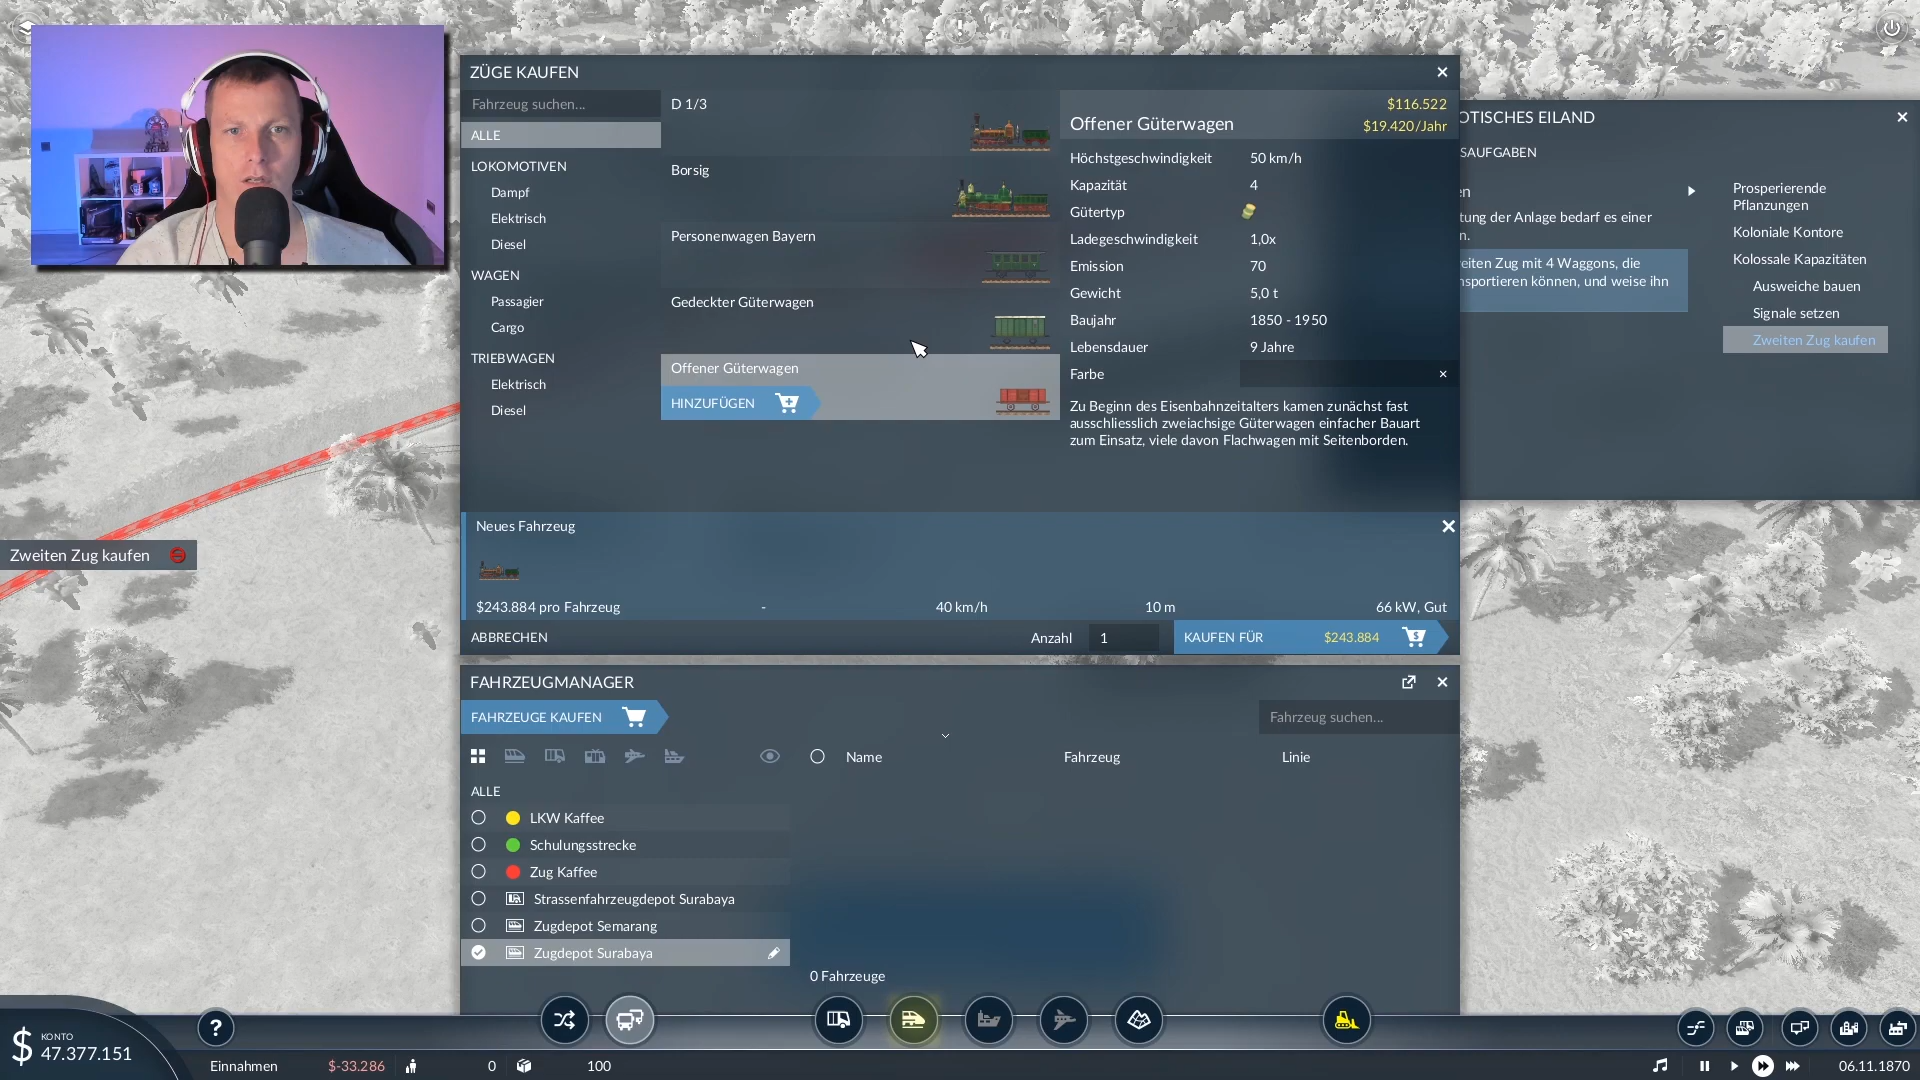 ZÜGE KAUFEN
Fahrzeug suchen...
ALLE
LOKOMOTIVEN
Dampf
Elektrisch
Diesel
WAGEN
Passagier
Cargo
TRIEBWAGEN
Elektrisch
Diesel
D 1/3
Borsig
Personenwagen Bayern
Gedeckter Güterwagen
Offener Güterwagen
HINZUFÜGEN
$116.522
Offener Güterwagen
$19.420/Jahr
Höchstgeschwindigkeit 50 km/h
Kapazität 4
Gütertyp
Ladegeschwindigkeit 1,0x
Emission 70
Gewicht 5,0 t
Baujahr 1850 - 1950
Lebensdauer 9 Jahre
Farbe
Zu Beginn des Eisenbahnzeitalters kamen zunächst fast
ausschliesslich zweiachsige Güterwagen einfacher Bauart
zum Einsatz, viele davon Flachwagen mit Seitenborden.
Neues Fahrzeug
$243.884 pro Fahrzeug - 40 km/h 10 m 66 kW, Gut
ABBRECHEN Anzahl 1 KAUFEN FÜR $243.884
OTISCHES EILAND
SAUFGABEN
en
tung der Anlage bedarf es einer
n.
eiten Zug mit 4 Waggons, die
nsportieren können, und weise ihn
Prosperierende
Pflanzungen
Koloniale Kontore
Kolossale Kapazitäten
Ausweiche bauen
Signale setzen
Zweiten Zug kaufen
Zweiten Zug kaufen
FAHRZEUGMANAGER
FAHRZEUGE KAUFEN
Fahrzeug suchen...
Name Fahrzeug Linie
ALLE
LKW Kaffee
Schulungsstrecke
Zug Kaffee
Strassenfahrzeugdepot Surabaya
Zugdepot Semarang
Zugdepot Surabaya
0 Fahrzeuge
KONTO
$ 47.377.151
?
Einnahmen $-33.286 0 100
06.11.1870